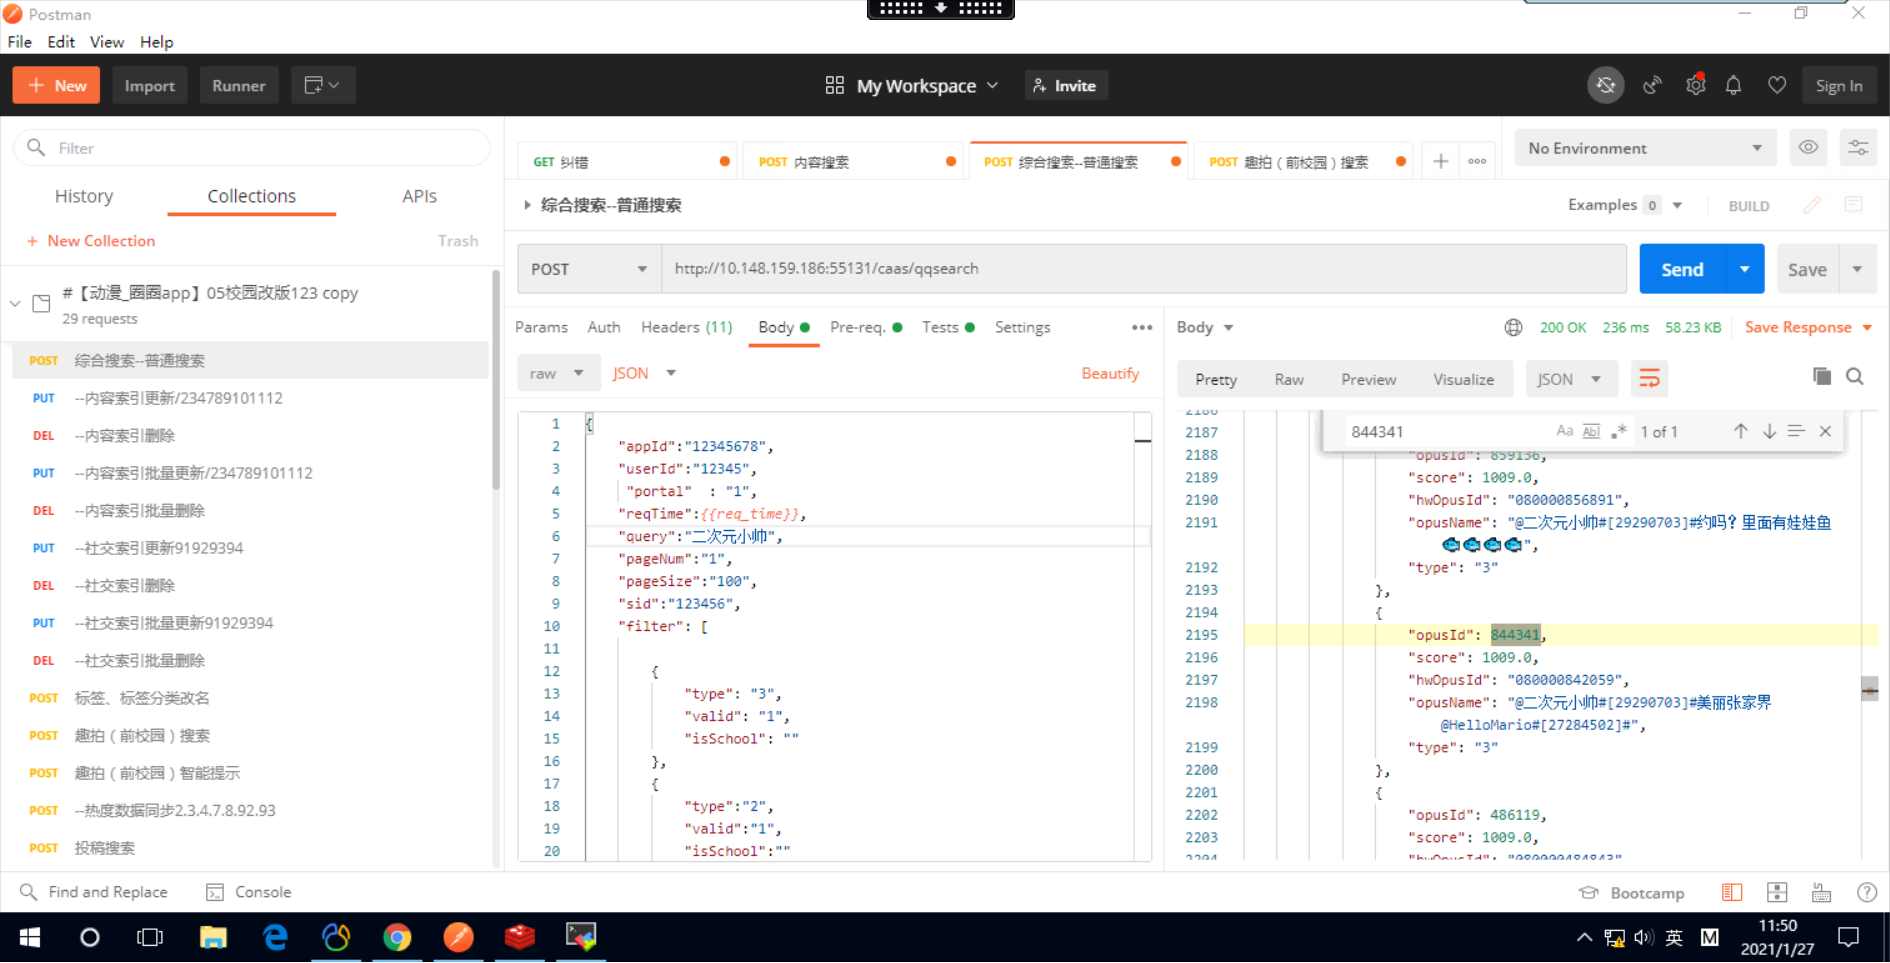 Postman
File Edit View Help
New Import Runner My Workspace Invite Sign In
Filter
History Collections APIs
+ New Collection Trash
#【动漫_圈圈app】05校园改版123 copy
29 requests
POST 综合搜索--普通搜索
PUT --内容索引更新/234789101112
DEL --内容索引删除
PUT --内容索引批量更新/234789101112
DEL --内容索引批量删除
PUT --社交索引更新91929394
DEL --社交索引删除
PUT --社交索引批量更新91929394
DEL --社交索引批量删除
POST 标签、标签分类改名
POST 趣拍（前校园）搜索
POST 趣拍（前校园）智能提示
POST --热度数据同步2.3.4.7.8.92.93
POST 投稿搜索
GET 纠错 POST 内容搜索 POST 综合搜索--普通搜索 POST 趣拍（前校园）搜索
No Environment
综合搜索--普通搜索
Examples 0 BUILD
POST http://10.148.159.186:55131/caas/qqsearch Send Save
Params Auth Headers (11) Body Pre-req. Tests Settings
raw JSON Beautify
1 {
2 "appId":"12345678",
3 "userId":"12345",
4 "portal" : "1",
5 "reqTime":{{req_time}},
6 "query":"二次元小帅",
7 "pageNum":"1",
8 "pageSize":"100",
9 "sid":"123456",
10 "filter": [
11
12 {
13 "type": "3",
14 "valid": "1",
15 "isSchool": ""
16 },
17 {
18 "type":"2",
19 "valid":"1",
20 "isSchool":""
Body 200 OK 236 ms 58.23 KB Save Response
Pretty Raw Preview Visualize JSON
844341 Aa Abl .* 1 of 1
2186
2187
2188 "opusId": 859136,
2189 "score": 1009.0,
2190 "hwOpusId": "080000856891",
2191 "opusName": "@二次元小帅#[29290703]#约吗？里面有娃娃鱼
🐟🐟🐟🐟",
2192 "type": "3"
2193 },
2194 {
2195 "opusId": 844341,
2196 "score": 1009.0,
2197 "hwOpusId": "080000842059",
2198 "opusName": "@二次元小帅#[29290703]#美丽张家界
@HelloMario#[27284502]#",
2199 "type": "3"
2200 },
2201 {
2202 "opusId": 486119,
2203 "score": 1009.0,
2204 "hwOpusId": "080000484843"
Find and Replace Console Bootcamp
英 M
11:50
2021/1/27